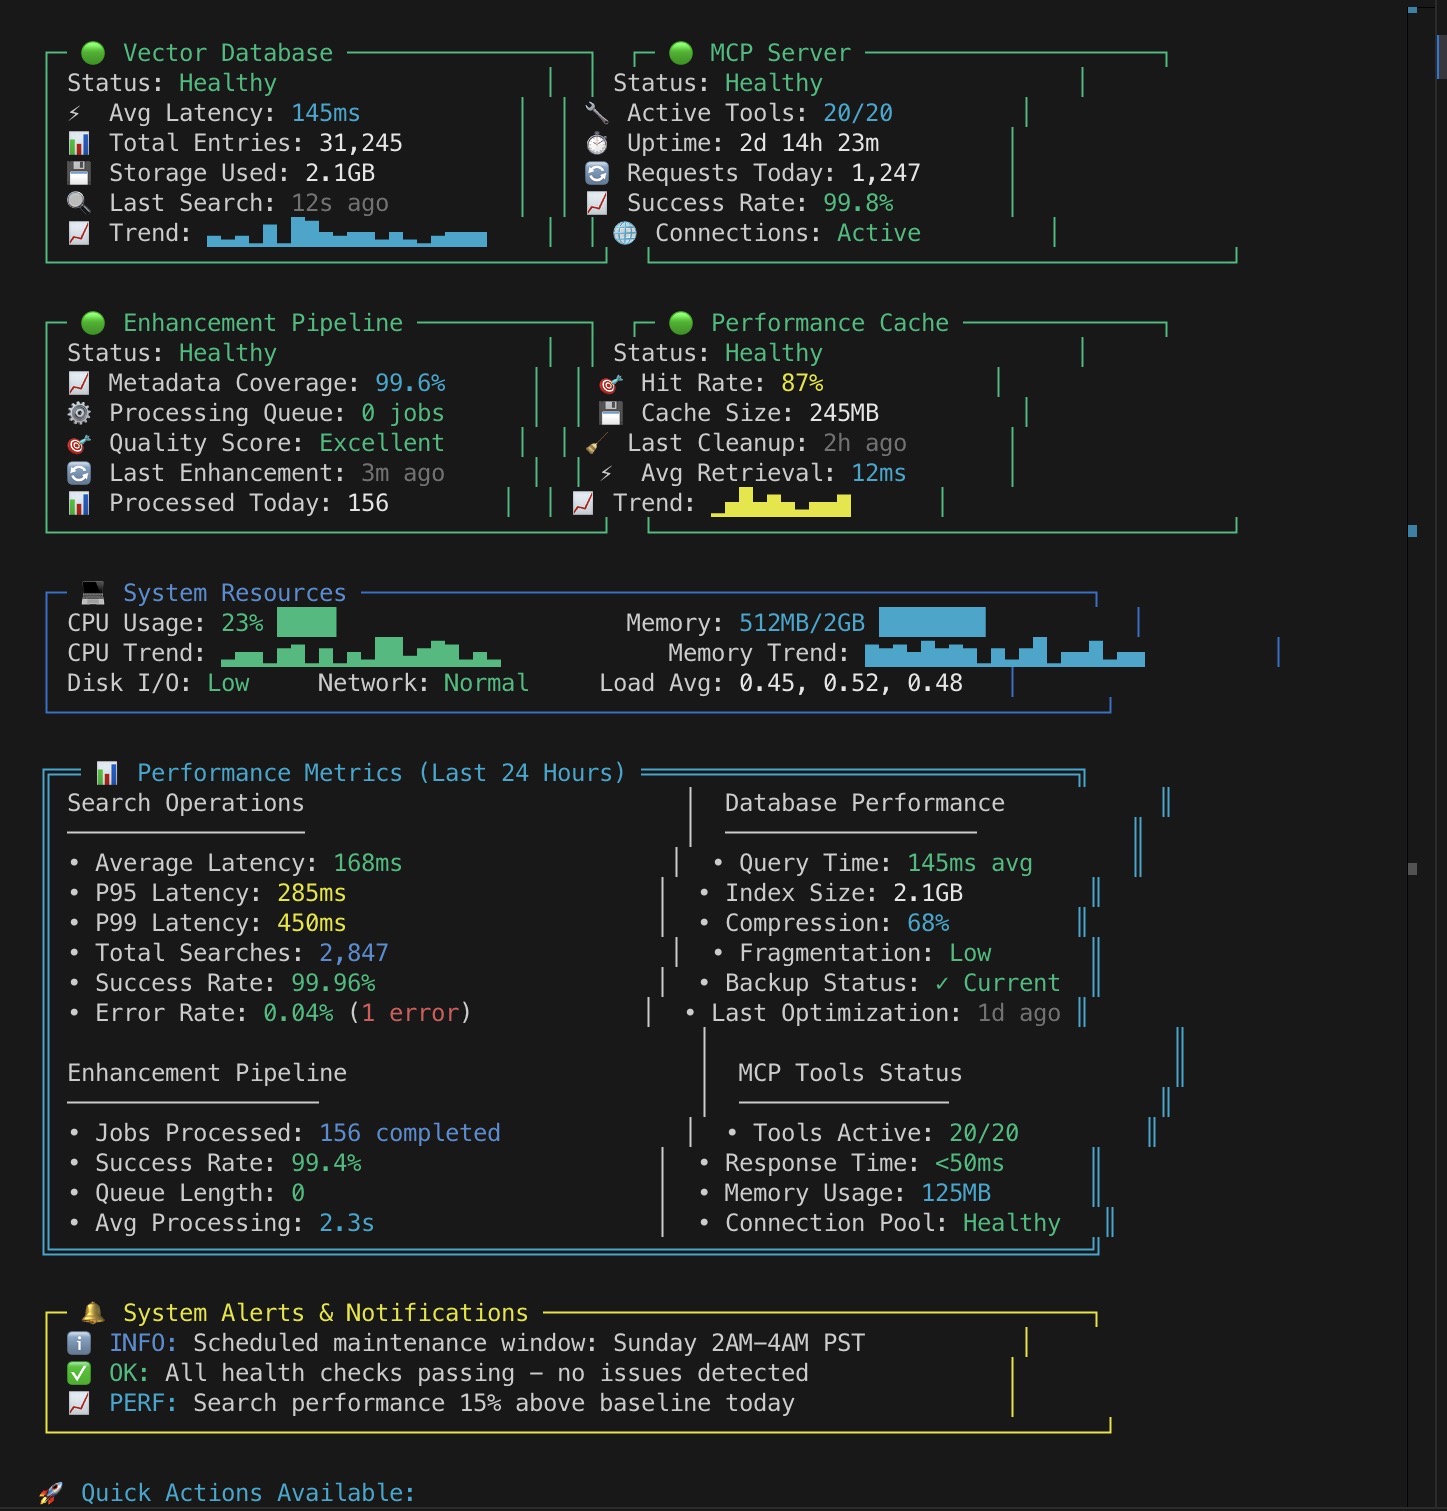 Vector Database MCP Server
Status: Healthy Status: Healthy
Avg Latency: 145ms Active Tools: 20/20
Total Entries: 31,245 Uptime: 2d 14h 23m
Storage Used: 2.1GB Requests Today: 1,247
Last Search: 12s ago Success Rate: 99.8%
Trend: Connections: Active
Enhancement Pipeline Performance Cache
Status: Healthy Status: Healthy
Metadata Coverage: 99.6% Hit Rate: 87%
Processing Queue: 0 jobs Cache Size: 245MB
Quality Score: Excellent Last Cleanup: 2h ago
Last Enhancement: 3m ago Avg Retrieval: 12ms
Processed Today: 156 Trend:
System Resources
CPU Usage: 23% Memory: 512MB/2GB
CPU Trend: Memory Trend:
Disk I/O: Low Network: Normal Load Avg: 0.45, 0.52, 0.48
Performance Metrics (Last 24 Hours)
Search Operations Database Performance
• Average Latency: 168ms • Query Time: 145ms avg
• P95 Latency: 285ms • Index Size: 2.1GB
• P99 Latency: 450ms • Compression: 68%
• Total Searches: 2,847 • Fragmentation: Low
• Success Rate: 99.96% • Backup Status: ✓ Current
• Error Rate: 0.04% (1 error) • Last Optimization: 1d ago
Enhancement Pipeline MCP Tools Status
• Jobs Processed: 156 completed • Tools Active: 20/20
• Success Rate: 99.4% • Response Time: <50ms
• Queue Length: 0 • Memory Usage: 125MB
• Avg Processing: 2.3s • Connection Pool: Healthy
System Alerts & Notifications
INFO: Scheduled maintenance window: Sunday 2AM-4AM PST
OK: All health checks passing - no issues detected
PERF: Search performance 15% above baseline today
Quick Actions Available: